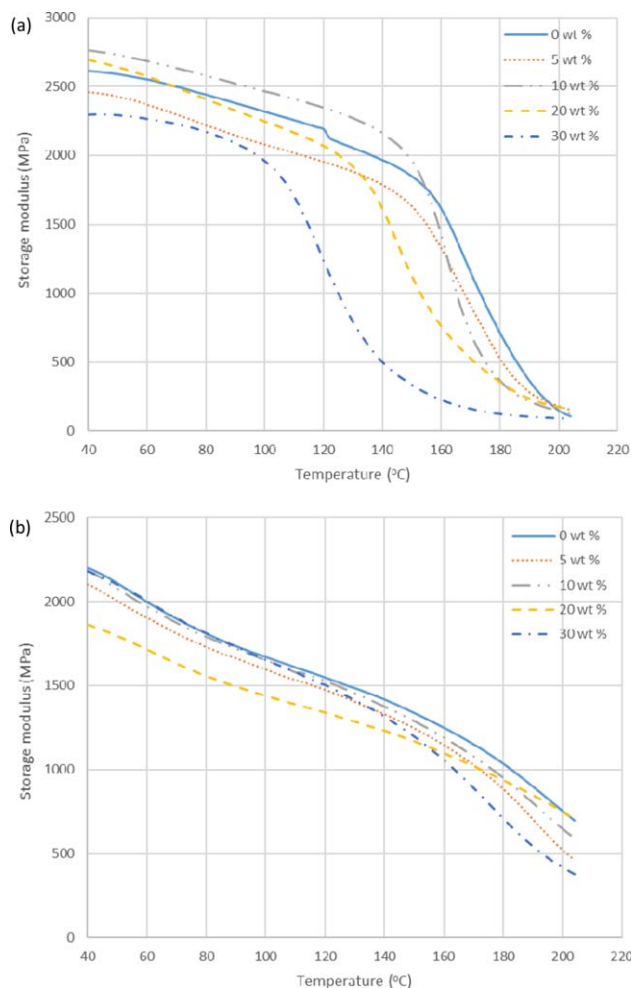 (a)
3000
2500
2000
1500
1000
500
0
Storage modulus (MPa)
40 60 80 100 120 140 160 180 200 220
Temperature (⁰C)
0 wt %
5 wt %
10 wt %
20 wt %
30 wt %
(b)
2500
2000
1500
1000
500
0
Storage modulus (MPa)
40 60 80 100 120 140 160 180 200 220
Temperature (⁰C)
0 wt %
5 wt %
10 wt %
20 wt %
30 wt %